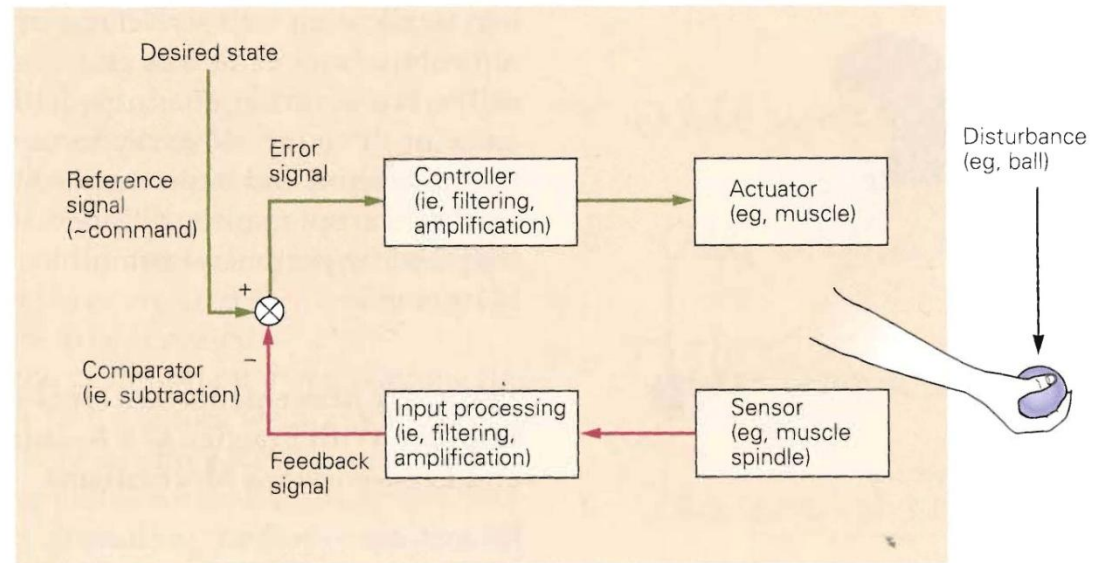 Desired state
Error
signal
Reference
signal
(~command)
Controller
(ie, filtering,
amplification)
Actuator
(eg, muscle)
Disturbance
(eg, ball)
+
−
Comparator
(ie, subtraction)
Feedback
signal
Input processing
(ie, filtering,
amplification)
Sensor
(eg, muscle
spindle)